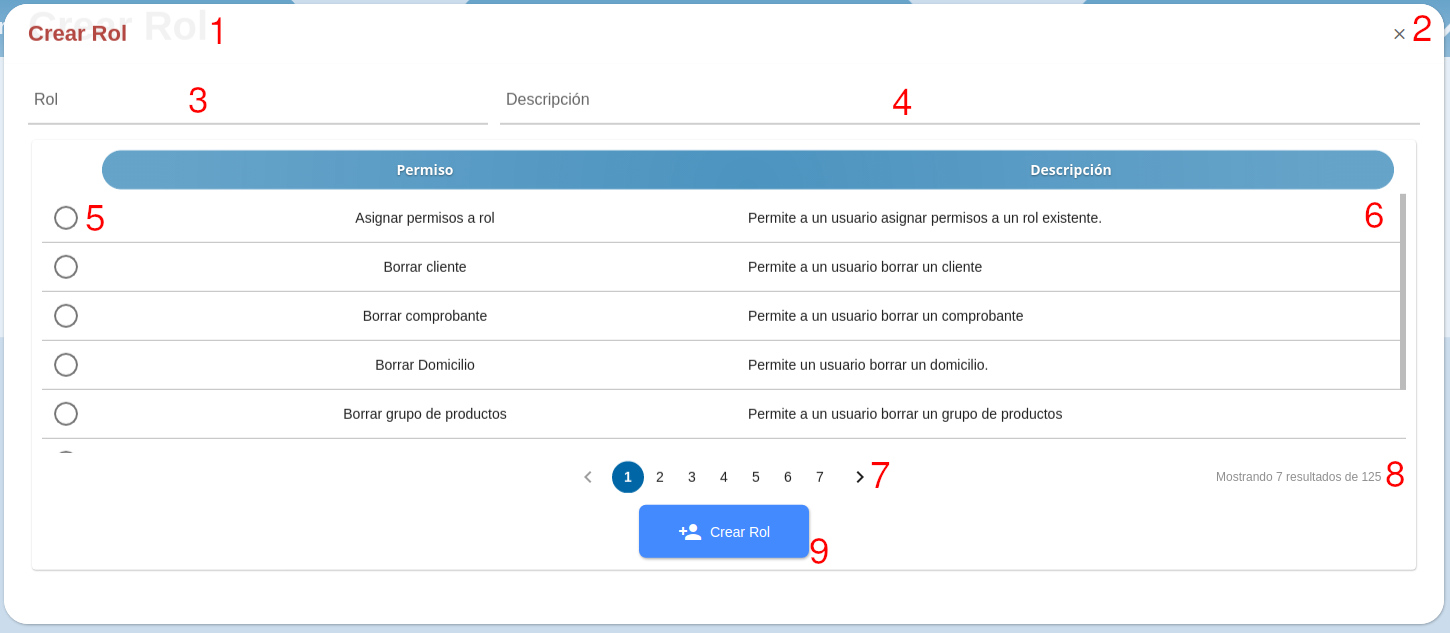 Crear Rol
Crear Rol 1
2
Rol 3
Descripción 4
Permiso Descripción
5 Asignar permisos a rol Permite a un usuario asignar permisos a un rol existente. 6
Borrar cliente Permite a un usuario borrar un cliente
Borrar comprobante Permite a un usuario borrar un comprobante
Borrar Domicilio Permite un usuario borrar un domicilio.
Borrar grupo de productos Permite a un usuario borrar un grupo de productos
1 2 3 4 5 6 7 7
Mostrando 7 resultados de 125 8
Crear Rol 9